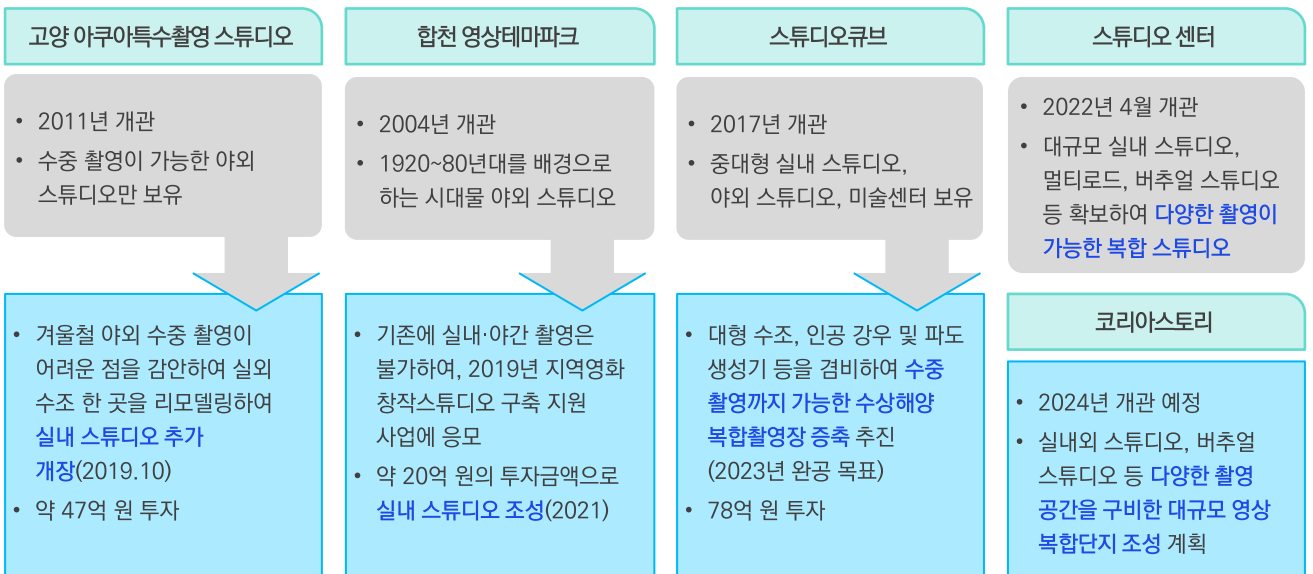 고양 아쿠아특수촬영 스튜디오
• 2011년 개관
• 수중 촬영이 가능한 야외
스튜디오만 보유
• 겨울철 야외 수중 촬영이
어려운 점을 감안하여 실외
수조 한 곳을 리모델링하여
실내 스튜디오 추가
개장(2019.10)
• 약 47억 원 투자
합천 영상테마파크
• 2004년 개관
• 1920~80년대를 배경으로
하는 시대물 야외 스튜디오
• 기존에 실내·야간 촬영은
불가하여, 2019년 지역영화
창작스튜디오 구축 지원
사업에 응모
• 약 20억 원의 투자금액으로
실내 스튜디오 조성(2021)
스튜디오큐브
• 2017년 개관
• 중대형 실내 스튜디오,
야외 스튜디오, 미술센터 보유
• 대형 수조, 인공 강우 및 파도
생성기 등을 겸비하여 수중
촬영까지 가능한 수상해양
복합촬영장 증축 추진
(2023년 완공 목표)
• 78억 원 투자
스튜디오 센터
• 2022년 4월 개관
• 대규모 실내 스튜디오,
멀티로드, 버추얼 스튜디오
등 확보하여 다양한 촬영이
가능한 복합 스튜디오
코리아스토리
• 2024년 개관 예정
• 실내외 스튜디오, 버추얼
스튜디오 등 다양한 촬영
공간을 구비한 대규모 영상
복합단지 조성 계획